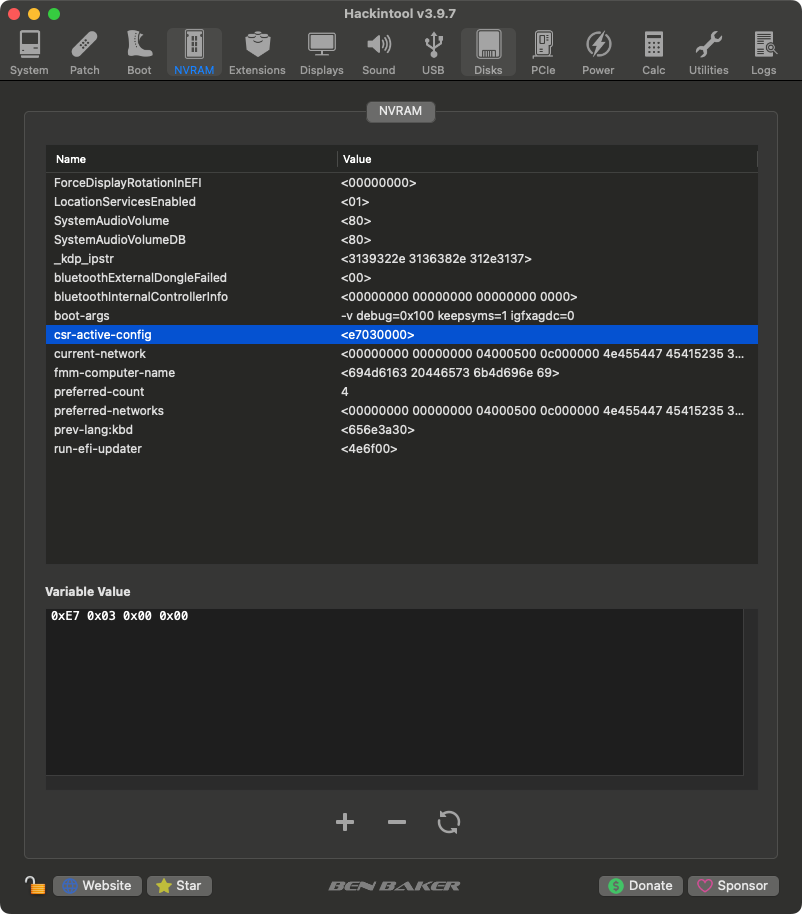 Hackintool v3.9.7
System Patch Boot NVRAM Extensions Displays Sound USB Disks PCIe Power Calc Utilities Logs
NVRAM
Name Value
ForceDisplayRotationInEFI <00000000>
LocationServicesEnabled <01>
SystemAudioVolume <80>
SystemAudioVolumeDB <80>
_kdp_ipstr <3139322e 3136382e 312e3137>
bluetoothExternalDongleFailed <00>
bluetoothInternalControllerInfo <00000000 00000000 00000000 0000>
boot-args -v debug=0x100 keepsyms=1 igfxagdc=0
csr-active-config <e7030000>
current-network <00000000 00000000 04000500 0c000000 4e455447 45415235 3...
fmm-computer-name <694d6163 20446573 6b4d696e 69>
preferred-count 4
preferred-networks <00000000 00000000 04000500 0c000000 4e455447 45415235 3...
prev-lang:kbd <656e3a30>
run-efi-updater <4e6f00>
Variable Value
0xE7 0x03 0x00 0x00
Website Star BEN BAKER Donate Sponsor